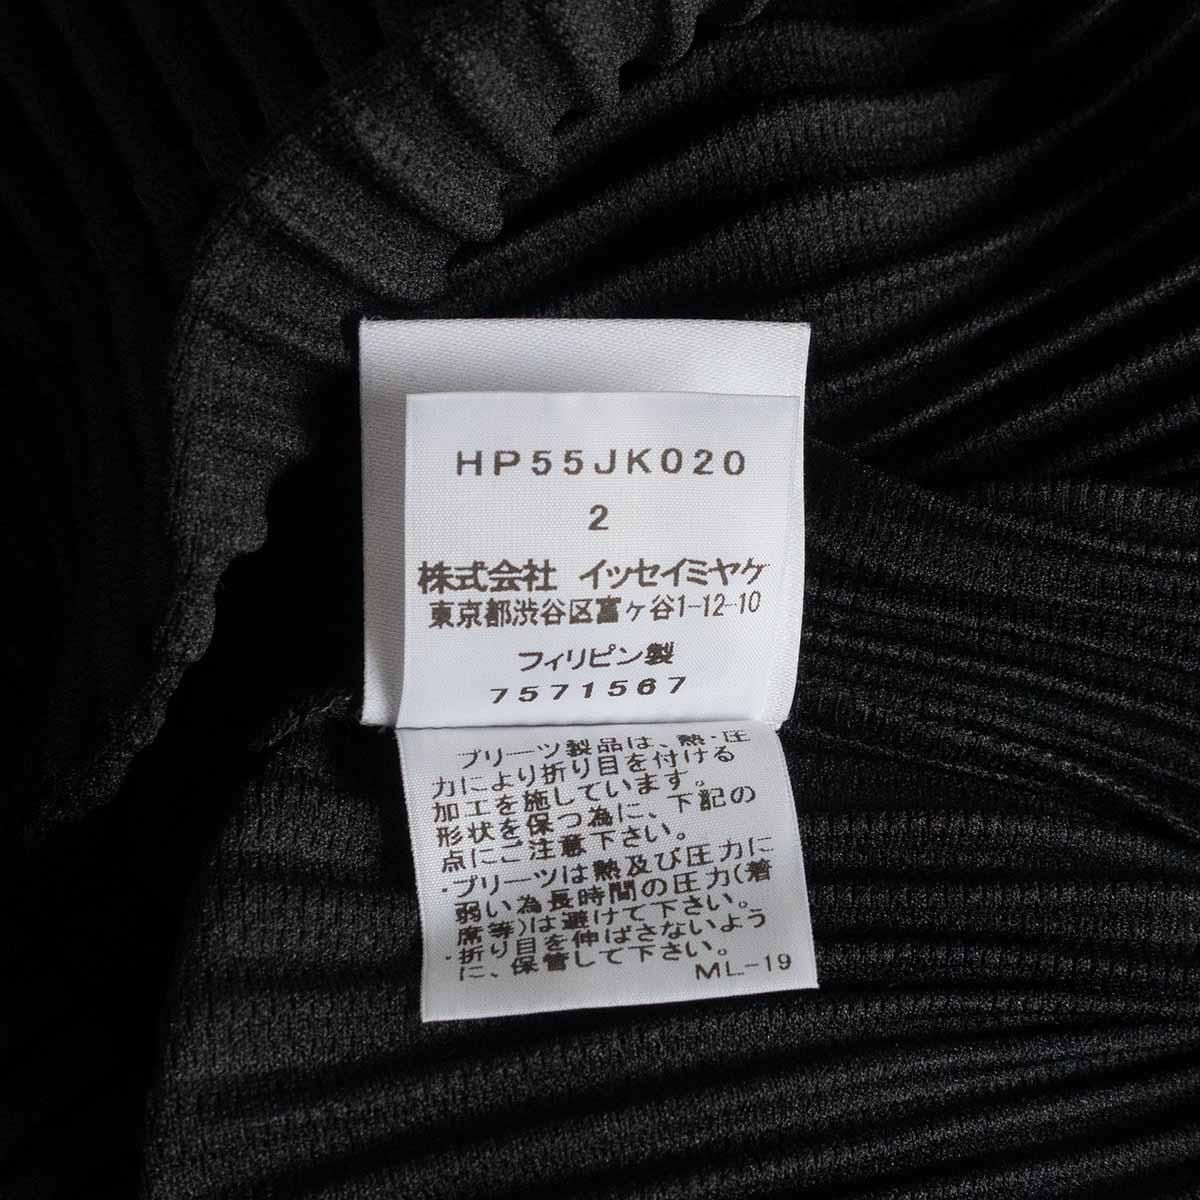 HP55JK020
2
株式会社 イッセイミヤケ
東京都渋谷区富ヶ谷1-12-10
フィリピン製
7571567
プリーツ製品は、熱・圧
力により折り目を付ける
加工を施しています。
形状を保つ為に、下記の
点にご注意下さい。
・プリーツは熱及び圧力に
弱い為長時間の圧力(着
席等)は避けて下さい。
・折り目を伸ばさないよう
に、保管して下さい。
ML-19